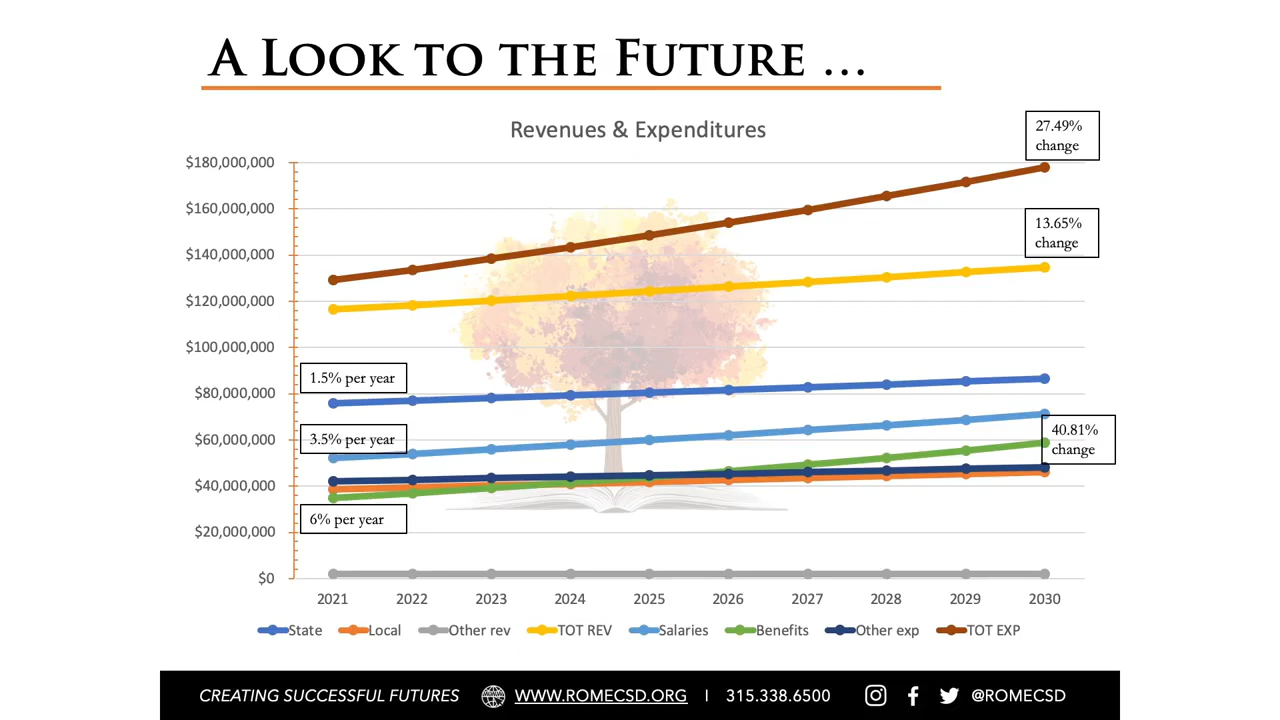 A LOOK TO THE FUTURE ...
Revenues & Expenditures
27.49%
change
13.65%
change
$180,000,000
$160,000,000
$140,000,000
$120,000,000
$100,000,000
$80,000,000
$60,000,000
$40,000,000
$20,000,000
$0
1.5% per year
3.5% per year
6% per year
40.81%
change
2021 2022 2023 2024 2025 2026 2027 2028 2029 2030
State Local Other rev TOT REV Salaries Benefits Other exp TOT EXP
CREATING SUCCESSFUL FUTURES WWW.ROMECSD.ORG | 315.338.6500 @ROMECSD